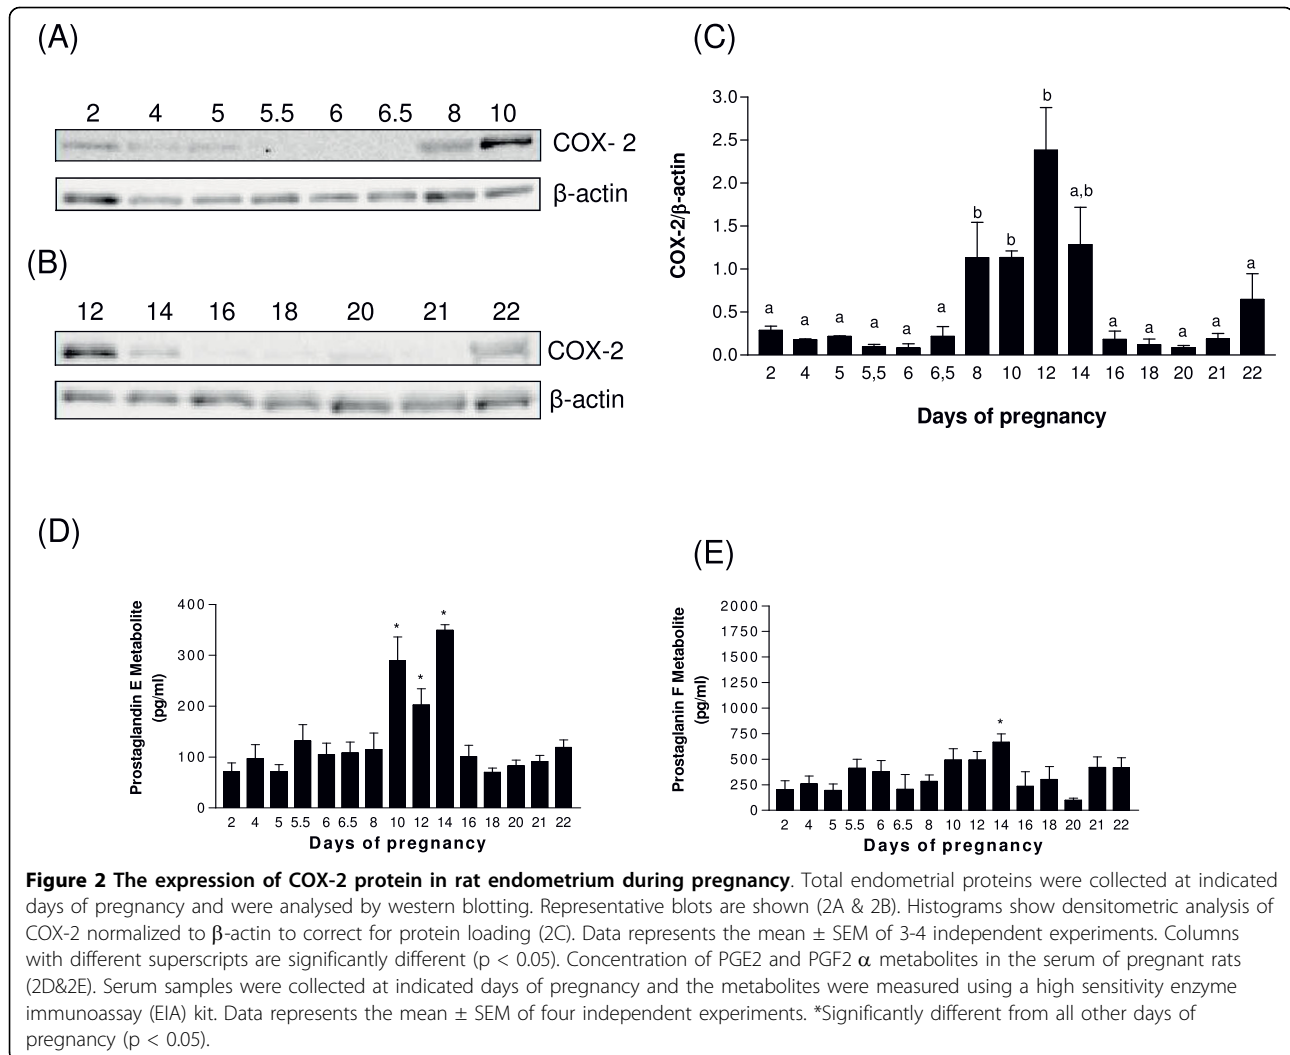 (A)
2 4 5 5.5 6 6.5 8 10
COX- 2
β-actin
(B)
12 14 16 18 20 21 22
COX-2
β-actin
(C)
COX-2/β-actin
3.0
2.5
2.0
1.5
1.0
0.5
0.0
a a a a a a b b b a,b a a a a a
2 4 5 5,5 6 6,5 8 10 12 14 16 18 20 21 22
Days of pregnancy
(D)
Prostaglandin E Metabolite
(pg/ml)
400
300
200
100
0
* * *
2 4 5 5.5 6 6.5 8 10 12 14 16 18 20 21 22
Days of pregnancy
(E)
Prostaglanin F Metabolite
(pg/ml)
2000
1750
1500
1250
1000
750
500
250
0
*
2 4 5 5.5 6 6.5 8 10 12 14 16 18 20 21 22
Days of pregnancy
Figure 2 The expression of COX-2 protein in rat endometrium during pregnancy. Total endometrial proteins were collected at indicated
days of pregnancy and were analysed by western blotting. Representative blots are shown (2A & 2B). Histograms show densitometric analysis of
COX-2 normalized to β-actin to correct for protein loading (2C). Data represents the mean ± SEM of 3-4 independent experiments. Columns
with different superscripts are significantly different (p < 0.05). Concentration of PGE2 and PGF2 α metabolites in the serum of pregnant rats
(2D&2E). Serum samples were collected at indicated days of pregnancy and the metabolites were measured using a high sensitivity enzyme
immunoassay (EIA) kit. Data represents the mean ± SEM of four independent experiments. *Significantly different from all other days of
pregnancy (p < 0.05).